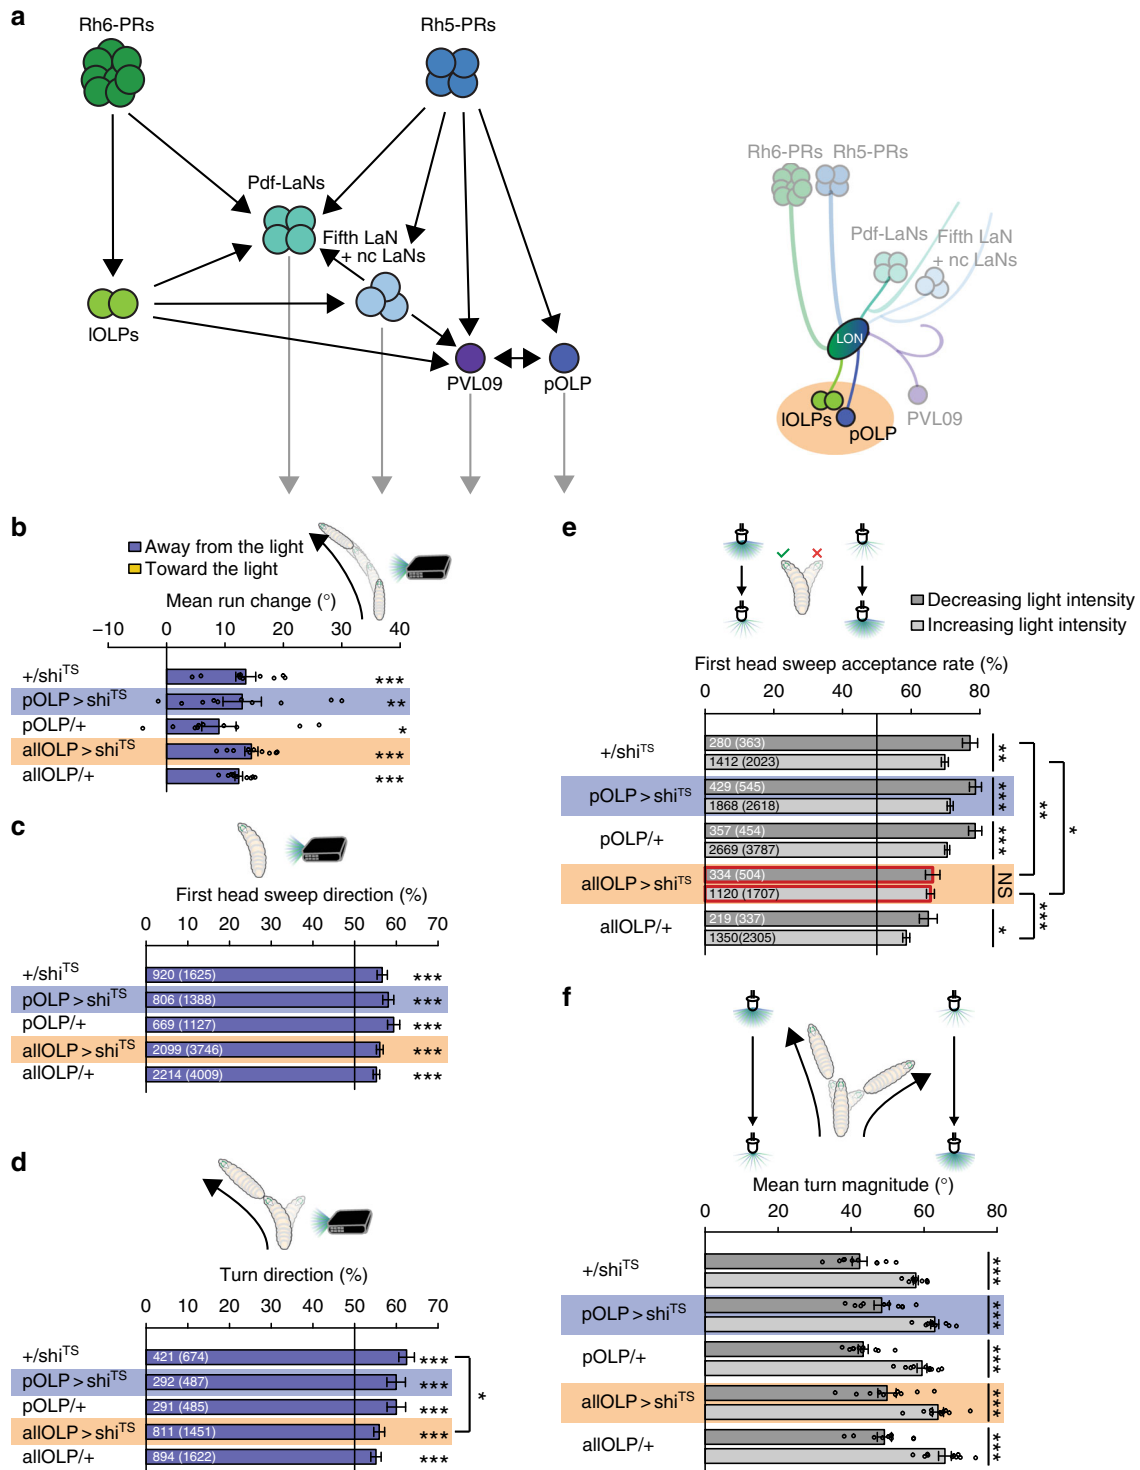 a
Rh6-PRs
Rh5-PRs
Pdf-LaNs
Fifth LaN
+ nc LaNs
lOLPs
PVL09
pOLP
Rh6-PRs
Rh5-PRs
Pdf-LaNs
Fifth LaN
+ nc LaNs
LON
lOLPs
pOLP
PVL09
b
Away from the light
Toward the light
Mean run change (°)
−10 0 10 20 30 40
+/shiTS ***
pOLP > shiTS **
pOLP/+ *
allOLP > shiTS ***
allOLP/+ ***
c
First head sweep direction (%)
0 10 20 30 40 50 60 70
+/shiTS 920 (1625) ***
pOLP > shiTS 806 (1388) ***
pOLP/+ 669 (1127) ***
allOLP > shiTS 2099 (3746) ***
allOLP/+ 2214 (4009) ***
d
Turn direction (%)
0 10 20 30 40 50 60 70
+/shiTS 421 (674) ***
pOLP > shiTS 292 (487) ***
pOLP/+ 291 (485) ***
allOLP > shiTS 811 (1451) ***
allOLP/+ 894 (1622) ***
*
e
Decreasing light intensity
Increasing light intensity
First head sweep acceptance rate (%)
0 20 40 60 80
+/shiTS
280 (363)
1412 (2023)
**
pOLP > shiTS
429 (545)
1868 (2618)
***
pOLP/+
357 (454)
2669 (3787)
***
allOLP > shiTS
334 (504)
1120 (1707)
NS
allOLP/+
219 (337)
1350(2305)
*
**
*
***
f
Mean turn magnitude (°)
0 20 40 60 80
+/shiTS ***
pOLP > shiTS ***
pOLP/+ ***
allOLP > shiTS ***
allOLP/+ ***